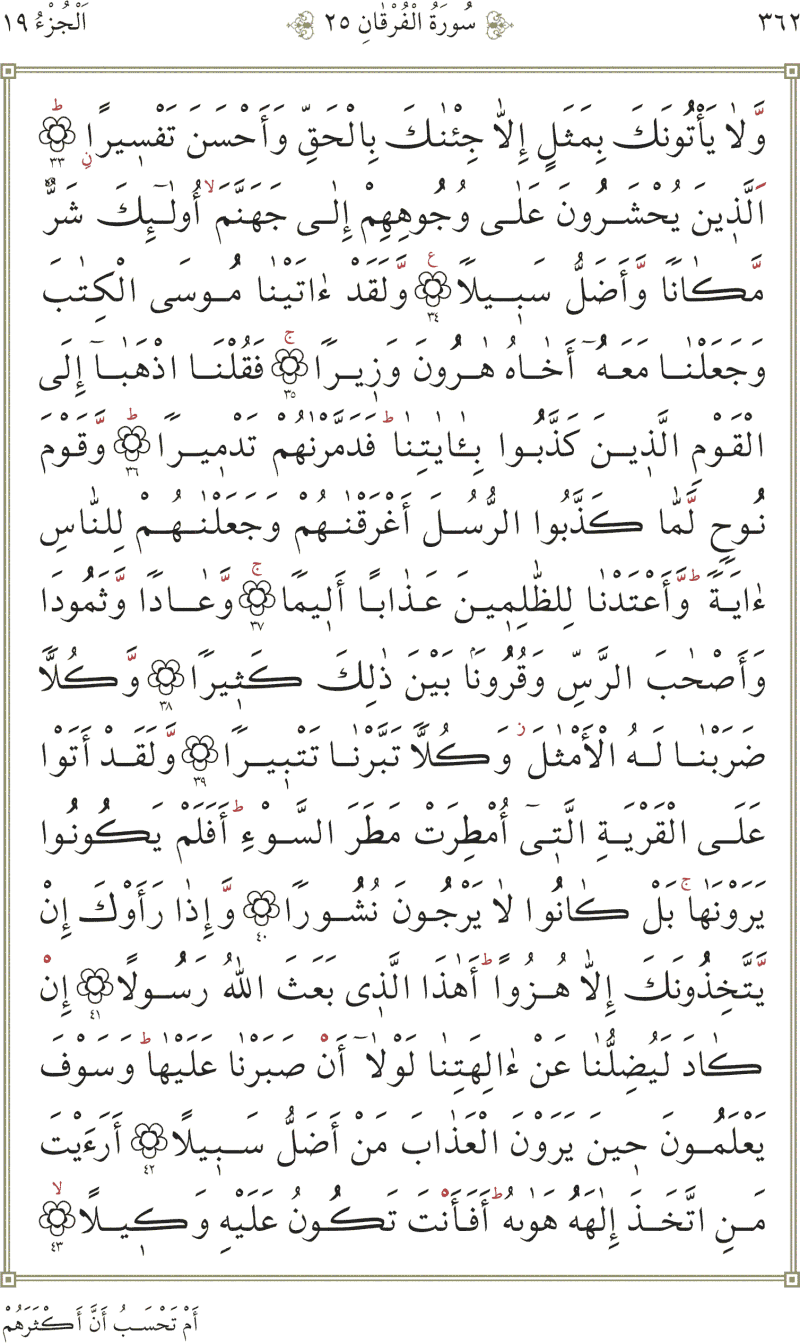 ٣٦٢ سُورَةُ الْفُرْقٰانِ ٢٥ اَلْجُزْءُ ١٩
وَّلٰا يَأْتُونَكَ بِمَثَلٍ إِلاّٰ جِئْنٰكَ بِالْحَقِّ وَأَحْسَنَ تَفْسٖيرًا ۝٣٣
اَلَّذٖينَ يُحْشَرُونَ عَلٰى وُجُوهِهِمْ إِلٰى جَهَنَّمَ ۙ أُولٰٓئِكَ شَرٌّ
مَّكٰانًا وَّأَضَلُّ سَبٖيلًا ۝٣٤ وَّلَقَدْ ءٰاتَيْنٰا مُوسَى الْكِتٰبَ
وَجَعَلْنٰا مَعَهُٓ أَخٰاهُ هٰرُونَ وَزٖيرًا ۝٣٥ فَقُلْنَا اذْهَبٰآ إِلَى
الْقَوْمِ الَّذٖينَ كَذَّبُوا بِـَٔايٰتِنٰا ؕ فَدَمَّرْنٰهُمْ تَدْمٖيرًا ۝٣٦ وَّقَوْمَ
نُوحٍ لَّمّٰا كَذَّبُوا الرُّسُلَ أَغْرَقْنٰهُمْ وَجَعَلْنٰهُمْ لِلنّٰاسِ
ءٰايَةً ؕ وَّأَعْتَدْنٰا لِلظّٰلِمٖينَ عَذٰابًا أَلٖيمًا ۝٣٧ وَّعٰادًا وَّثَمُودَا
وَأَصْحٰبَ الرَّسِّ وَقُرُونًا بَيْنَ ذٰلِكَ كَثٖيرًا ۝٣٨ وَّكُلًّا
ضَرَبْنٰا لَهُ الْأَمْثٰلَ ز وَكُلًّا تَبَّرْنٰا تَتْبٖيرًا ۝٣٩ وَّلَقَدْ أَتَوْا
عَلَى الْقَرْيَةِ الَّتٖٓى أُمْطِرَتْ مَطَرَ السَّوْءِ ؕ أَفَلَمْ يَكُونُوا
يَرَوْنَهٰا ۚ بَلْ كٰانُوا لٰا يَرْجُونَ نُشُورًا ۝٤٠ وَّإِذٰا رَأَوْكَ إِنْ
يَّتَّخِذُونَكَ إِلاّٰ هُزُوًا ؕ أَهٰذَا الَّذٖى بَعَثَ اللّٰهُ رَسُولًا ۝٤١ إِنْ
كٰادَ لَيُضِلُّنٰا عَنْ ءٰالِهَتِنٰا لَوْلٰآ أَنْ صَبَرْنٰا عَلَيْهٰا ؕ وَسَوْفَ
يَعْلَمُونَ حٖينَ يَرَوْنَ الْعَذٰابَ مَنْ أَضَلُّ سَبٖيلًا ۝٤٢ أَرَءَيْتَ
مَنِ اتَّخَذَ إِلٰهَهُ هَوٰىهُ ؕ أَفَأَنْتَ تَكُونُ عَلَيْهِ وَكٖيلًا ۝٤٣
أَمْ تَحْسَبُ أَنَّ أَكْثَرَهُمْ